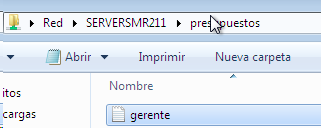 Red ▸ SERVERSMR211 ▸ presupuestos
Abrir Imprimir Nueva carpeta
Nombre
itos
cargas gerente